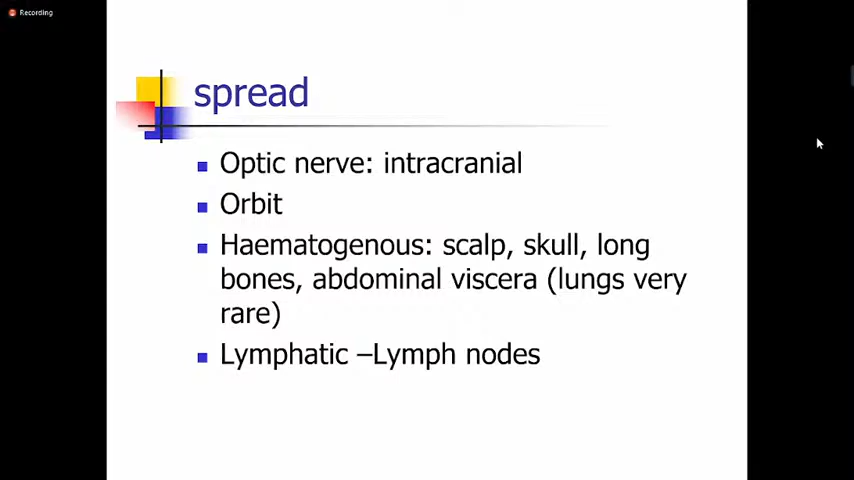 Recording
spread
Optic nerve: intracranial
Orbit
Haematogenous: scalp, skull, long
bones, abdominal viscera (lungs very
rare)
Lymphatic –Lymph nodes